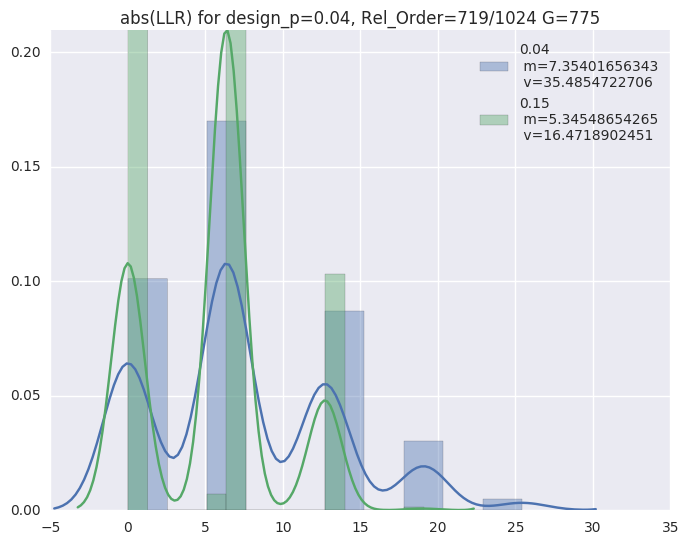 abs(LLR) for design_p=0.04, Rel_Order=719/1024 G=775
0.04
m=7.35401656343
v=35.4854722706
0.15
m=5.34548654265
v=16.4718902451
0.20
0.15
0.10
0.05
0.00
−5 0 5 10 15 20 25 30 35